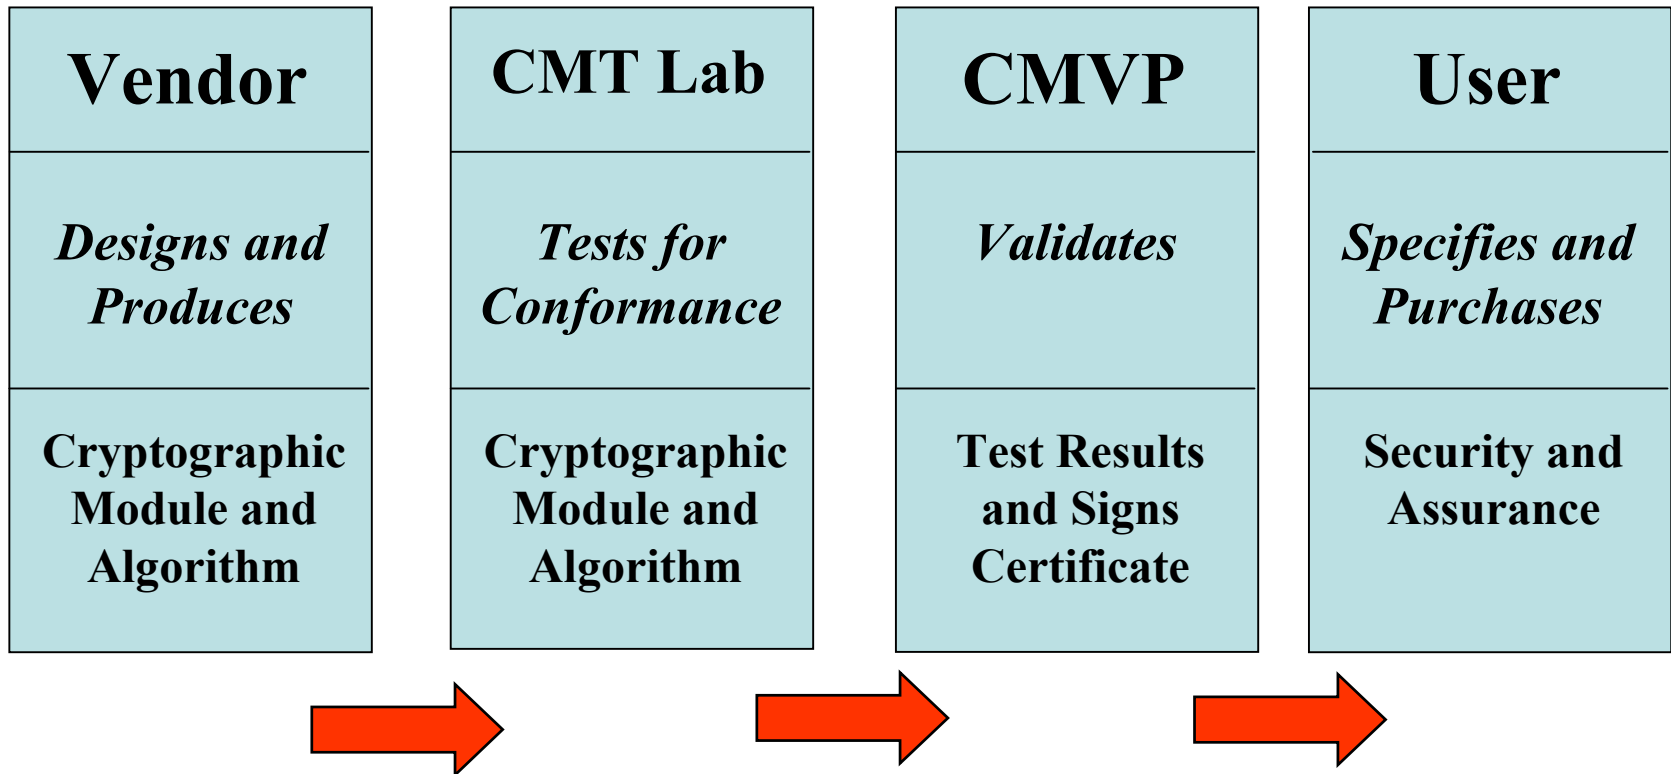 Vendor
Designs and
Produces
Cryptographic
Module and
Algorithm
CMT Lab
Tests for
Conformance
Cryptographic
Module and
Algorithm
CMVP
Validates
Test Results
and Signs
Certificate
User
Specifies and
Purchases
Security and
Assurance